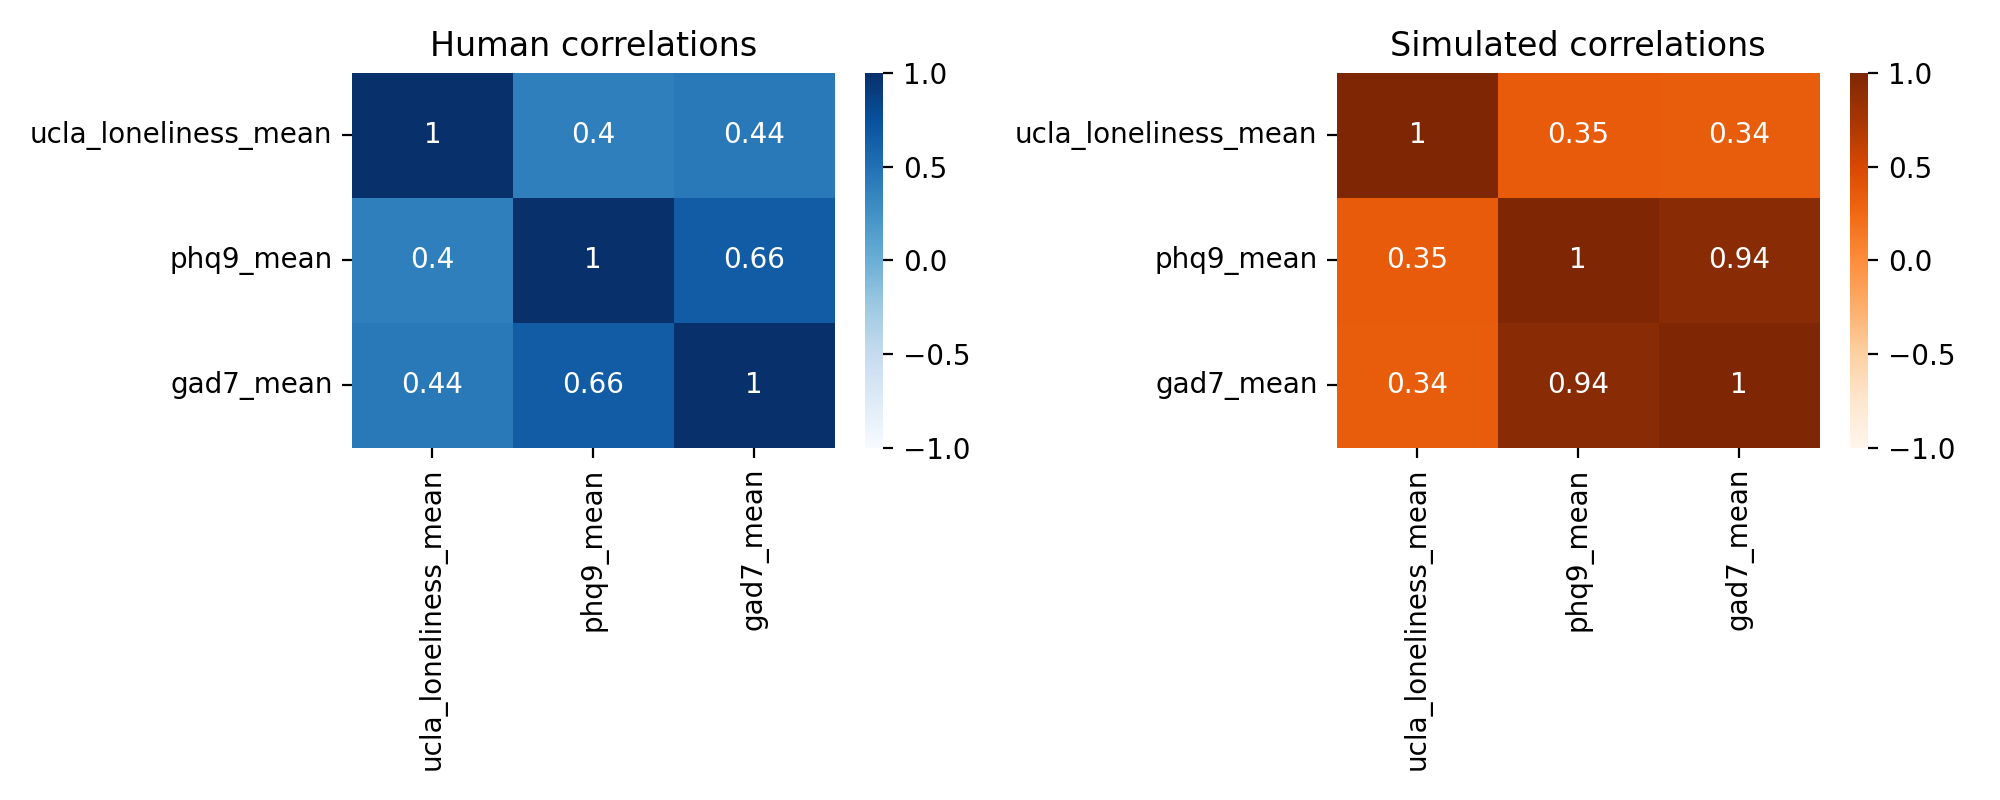 Human correlations
ucla_loneliness_mean 1 0.4 0.44
phq9_mean 0.4 1 0.66
gad7_mean 0.44 0.66 1
ucla_loneliness_mean phq9_mean gad7_mean
1.0
0.5
0.0
−0.5
−1.0
Simulated correlations
ucla_loneliness_mean 1 0.35 0.34
phq9_mean 0.35 1 0.94
gad7_mean 0.34 0.94 1
ucla_loneliness_mean phq9_mean gad7_mean
1.0
0.5
0.0
−0.5
−1.0